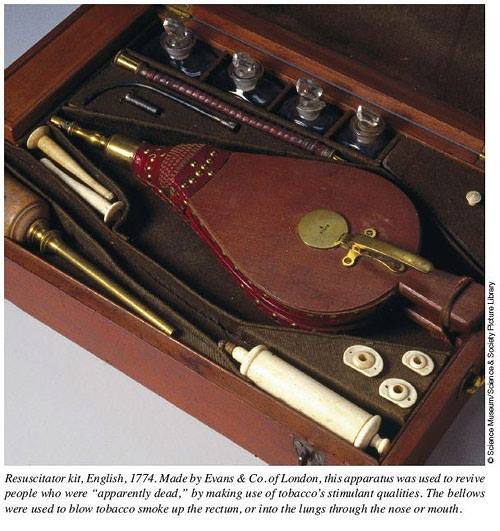 © Science Museum/Science & Society Picture Library
Resuscitator kit, English, 1774. Made by Evans & Co. of London, this apparatus was used to revive
people who were “apparently dead,” by making use of tobacco’s stimulant qualities. The bellows
were used to blow tobacco smoke up the rectum, or into the lungs through the nose or mouth.